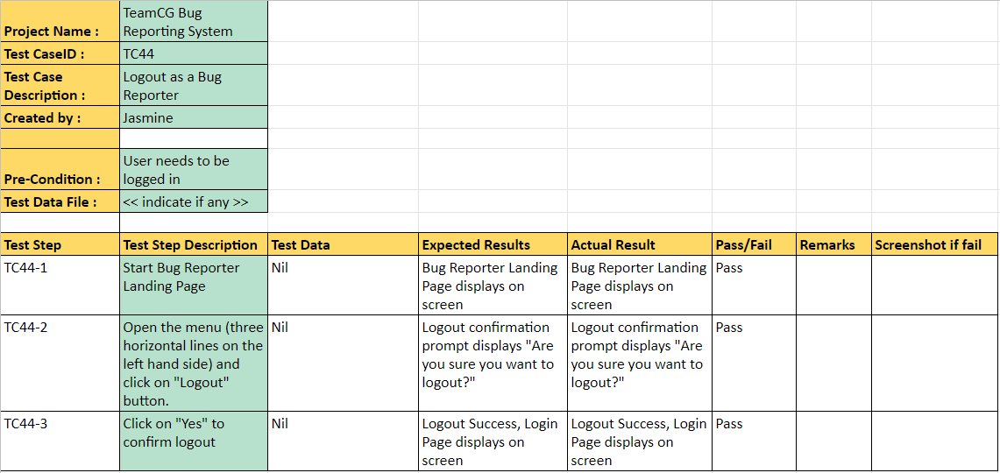 TeamCG Bug
Project Name : Reporting System
Test CaseID : TC44
Test Case Logout as a Bug
Description : Reporter
Created by : Jasmine
User needs to be
Pre-Condition : logged in
Test Data File : << indicate if any >>
Test Step Test Step Description Test Data Expected Results Actual Result Pass/Fail Remarks Screenshot if fail
TC44-1 Start Bug Reporter Nil Bug Reporter Landing Bug Reporter Landing Pass
Landing Page Page displays on Page displays on
screen screen
TC44-2 Open the menu (three Nil Logout confirmation Logout confirmation Pass
horizontal lines on the prompt displays "Are prompt displays "Are
left hand side) and you sure you want to you sure you want to
click on "Logout" logout?" logout?"
button.
TC44-3 Click on "Yes" to Nil Logout Success, Login Logout Success, Login Pass
confirm logout Page displays on Page displays on
screen screen